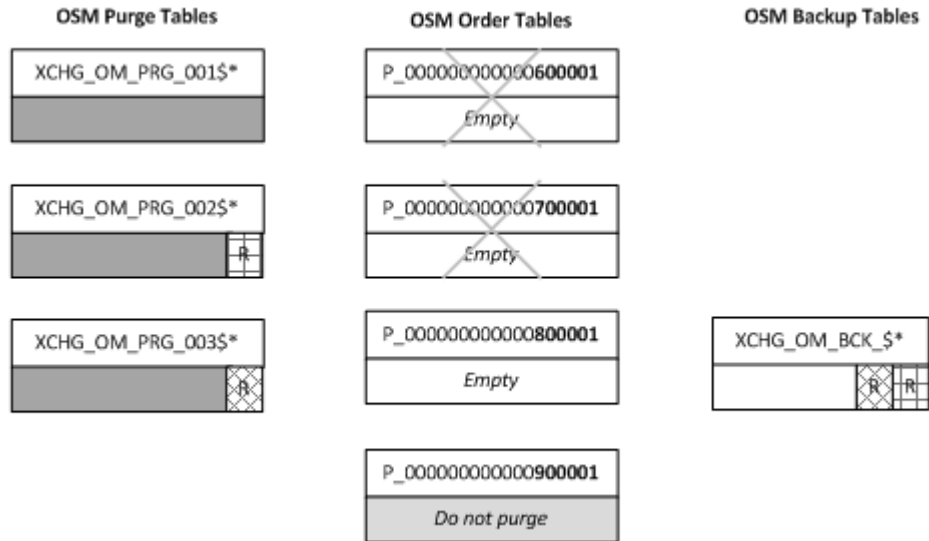 OSM Purge Tables
OSM Order Tables
OSM Backup Tables
XCHG_OM_PRG_001$*
P_000000000000600001
Empty
XCHG_OM_PRG_002$*
R
P_000000000000700001
Empty
XCHG_OM_PRG_003$*
R
P_000000000000800001
Empty
XCHG_OM_BCK_$*
R R
P_000000000000900001
Do not purge